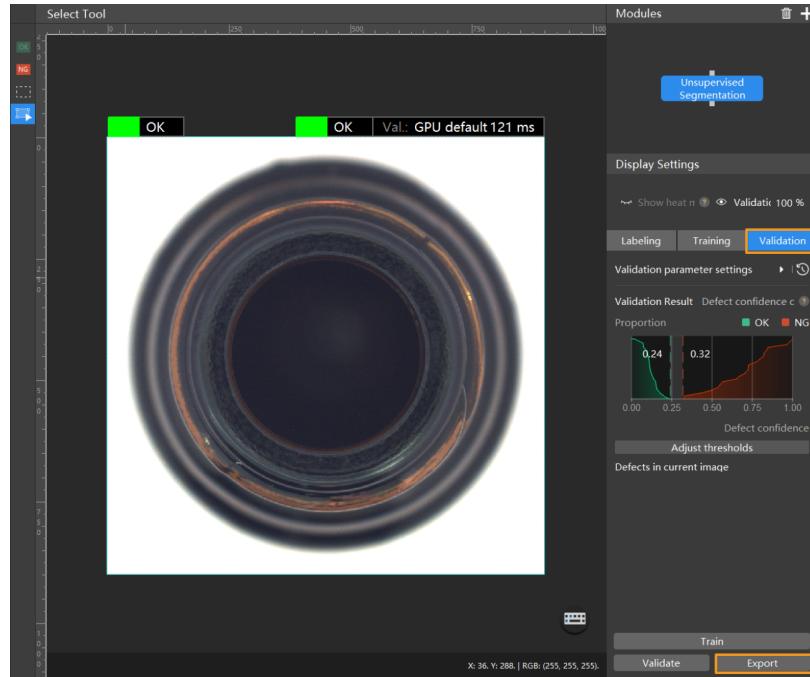 Select Tool
Modules
OK
NG
0 250 500 750 100
OK
OK Val.: GPU default 121 ms
Unsupervised
Segmentation
Display Settings
Show heat n ? Validatic 100 %
Labeling Training Validation
Validation parameter settings
Validation Result Defect confidence c ?
Proportion OK NG
0.24 0.32
0.00 0.25 0.50 0.75 1.00
Defect confidence
Adjust thresholds
Defects in current image
Train
Validate Export
X: 36. Y: 288. | RGB: (255, 255, 255).